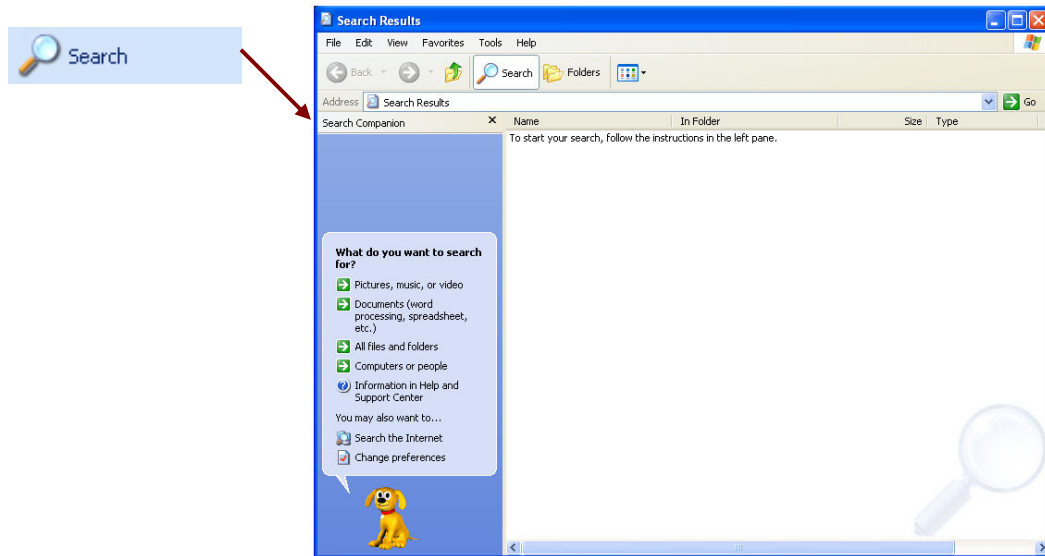 Search
Search Results
File Edit View Favorites Tools Help
Back Search Folders
Address Search Results Go
Search Companion Name In Folder Size Type
To start your search, follow the instructions in the left pane.
What do you want to search
for?
Pictures, music, or video
Documents (word
processing, spreadsheet,
etc.)
All files and folders
Computers or people
Information in Help and
Support Center
You may also want to...
Search the Internet
Change preferences